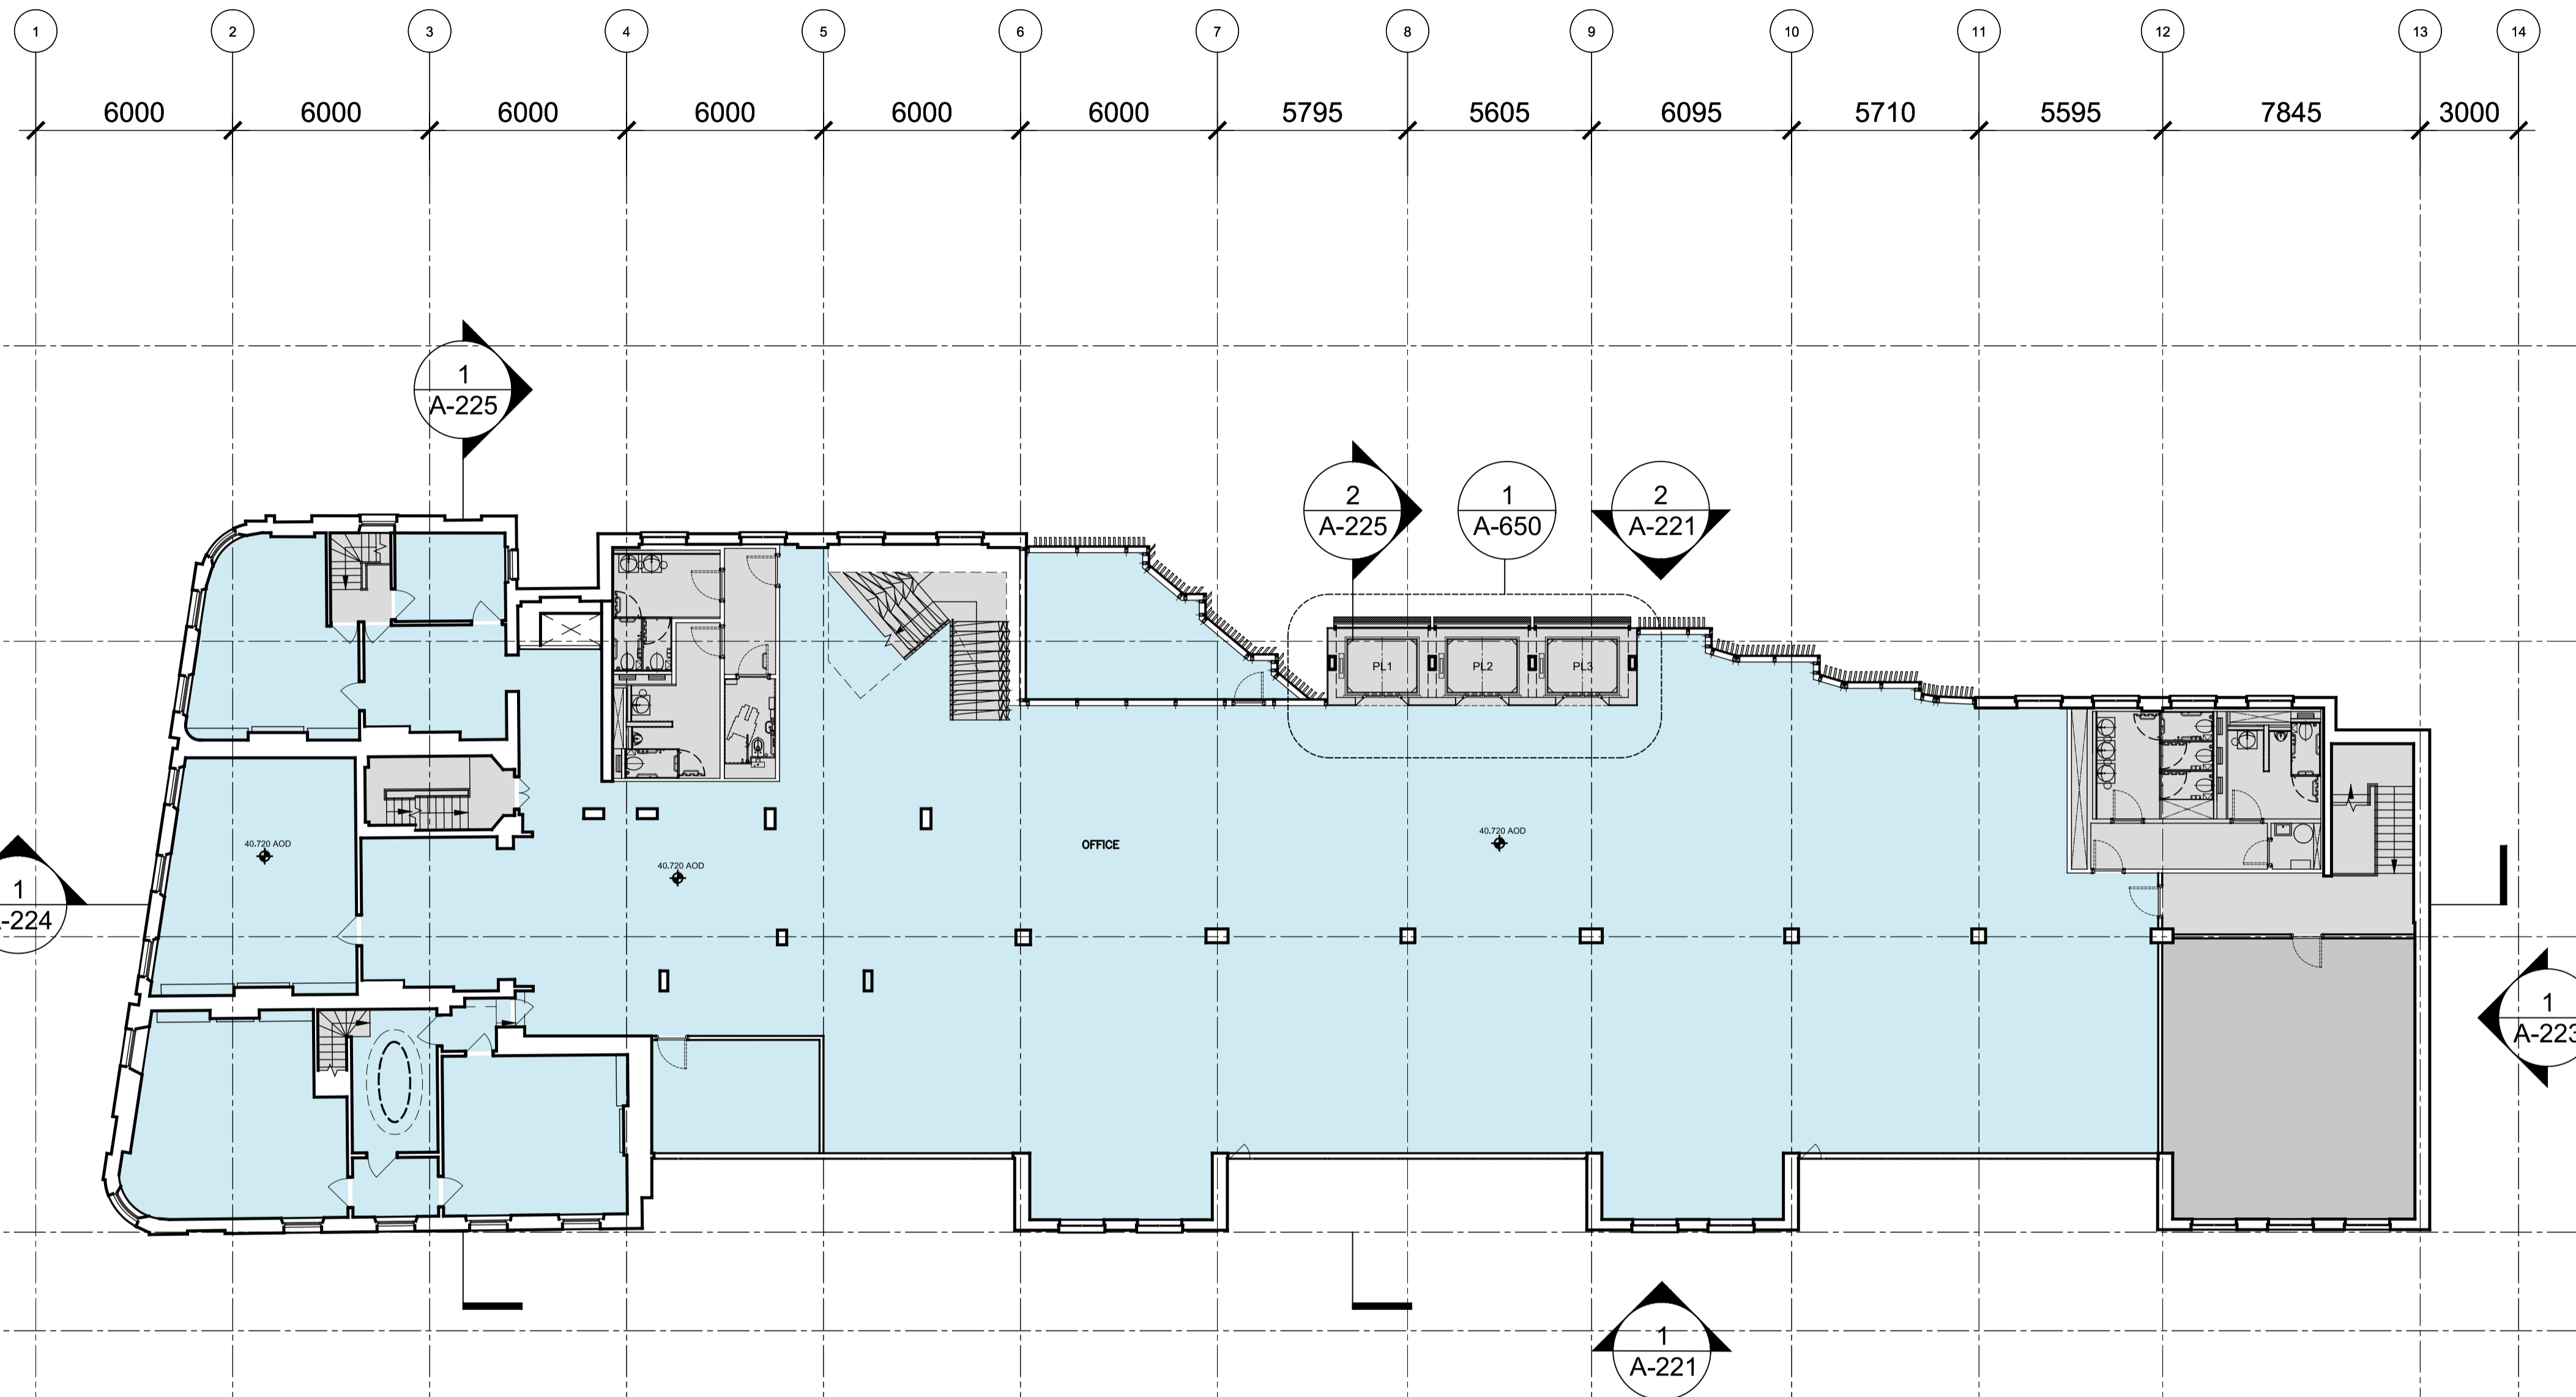 1 2 3 4 5 6 7 8 9 10 11 12 13 14
6000 6000 6000 6000 6000 6000 5795 5605 6095 5710 5595 7845 3000
1
A-225
2
A-225
1
A-650
2
A-221
PL1 PL2 PL3
40.720 AOD
40.720 AOD
OFFICE
40.720 AOD
1
-224
1
A-223
1
A-221